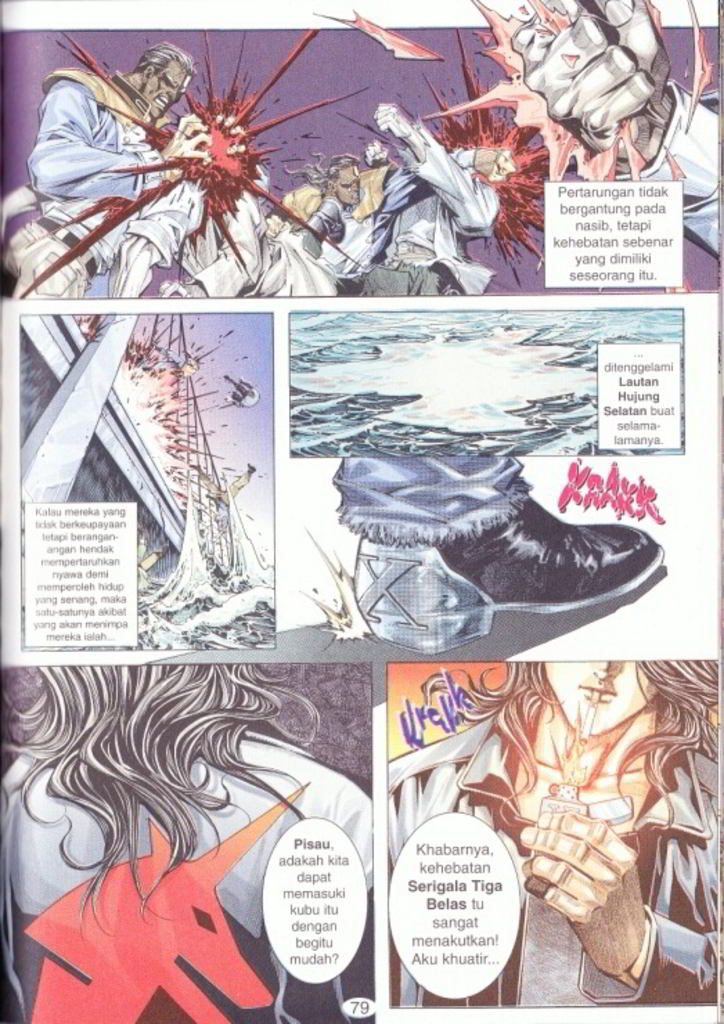 Pertarungan tidak
bergantung pada
nasib, tetapi
kehebatan sebenar
yang dimiliki
seseorang itu.
Kalau mereka yang
tidak berkeupayaan
tetapi berangan-
angan hendak
mempertaruhkan
nyawa demi
memperoleh hidup
yang senang, maka
satu-satunya akibat
yang akan menimpa
mereka ialah...
...
ditenggelami
Lautan
Hujung
Selatan buat
selama-
lamanya.
X
Pisau,
adakah kita
dapat
memasuki
kubu itu
dengan
begitu
mudah?
Khabarnya,
kehebatan
Serigala Tiga
Belas tu
sangat
menakutkan!
Aku khuatir...
79